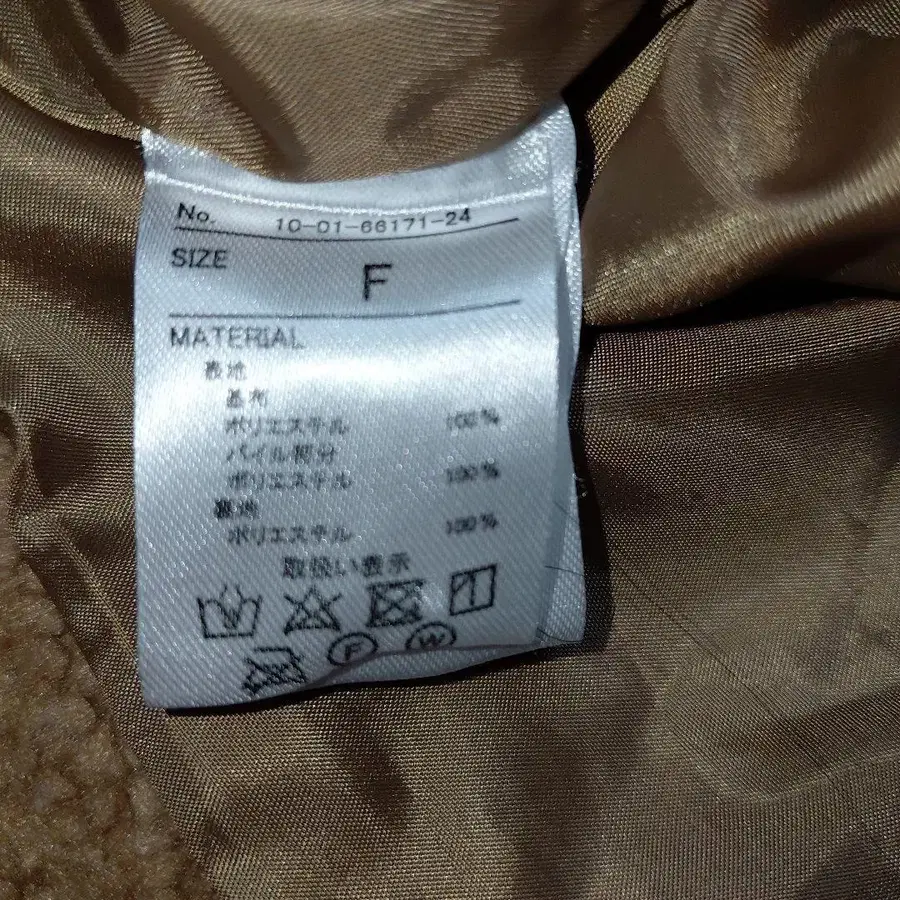 No. 10-01-66171-24
SIZE F
MATERIAL
表地
基布
ポリエステル 100%
パイル部分
ポリエステル 100%
裏地
ポリエステル 100%
取扱い表示
F W